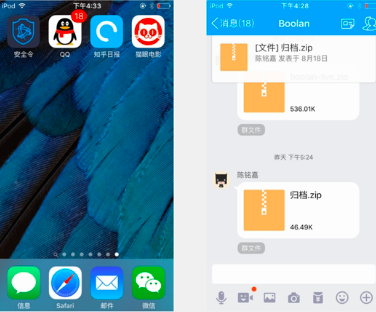 iPod 下午4:33
18
安全令 QQ 知乎日报 猫眼电影
信息 Safari 邮件 微信
iPod 下午4:28
消息(18) Boolan
[文件] 归档.zip
陈铭嘉 发表于 8月18日
536.01K
群文件
昨天 下午5:24
陈铭嘉
归档.zip
46.49K
群文件